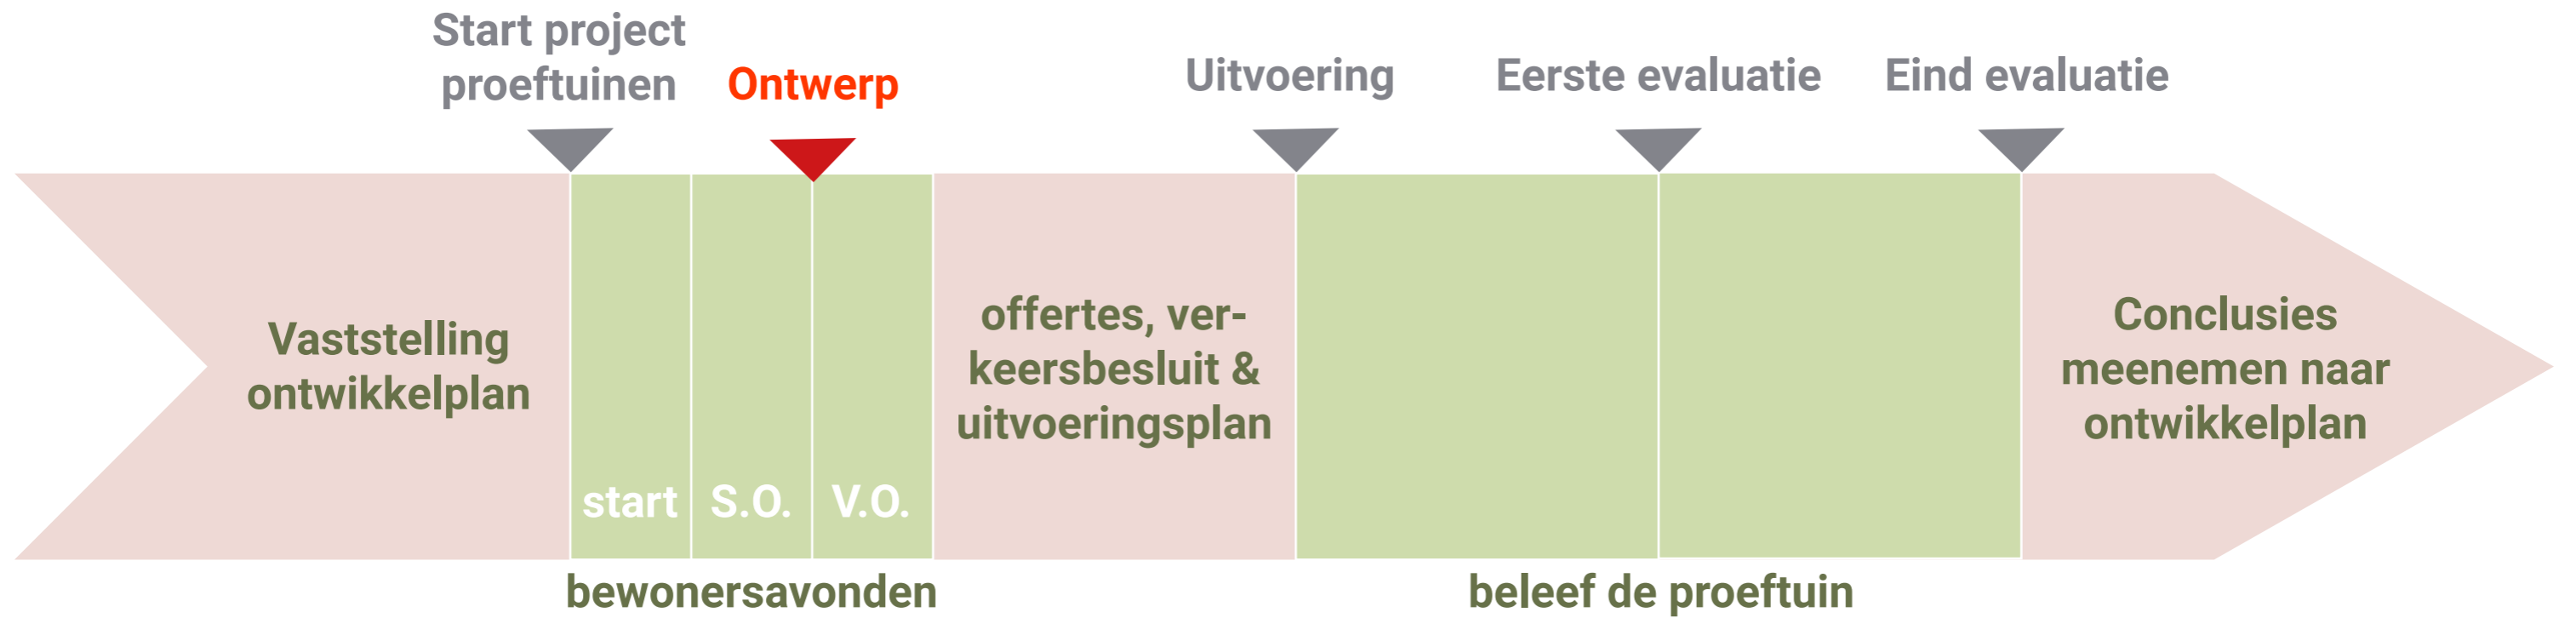 Start project
proeftuinen
Ontwerp
Uitvoering
Eerste evaluatie
Eind evaluatie
Vaststelling
ontwikkelplan
start
S.O.
V.O.
offertes, ver-
keersbesluit &
uitvoeringsplan
Conclusies
meenemen naar
ontwikkelplan
bewonersavonden
beleef de proeftuin